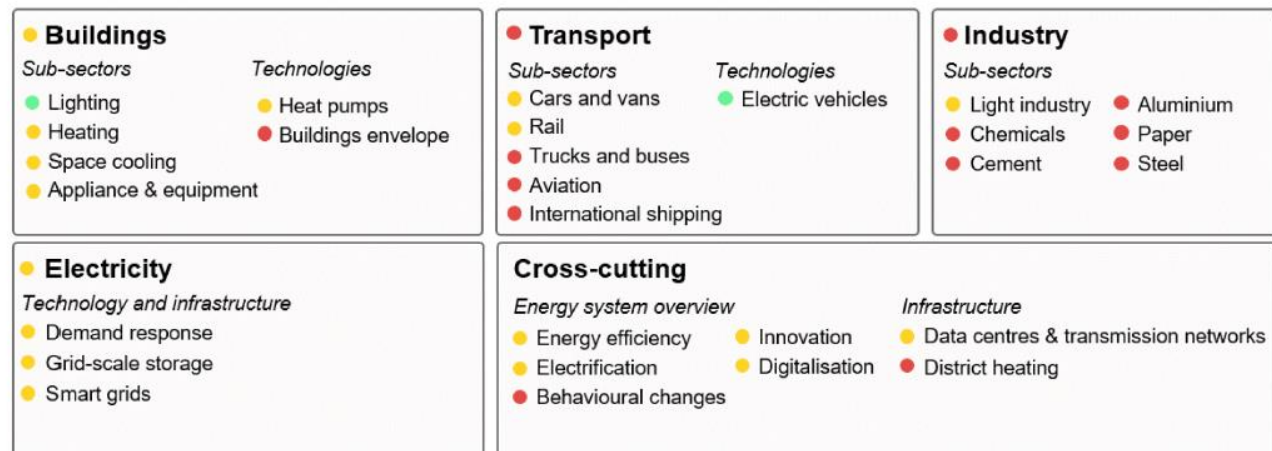 Buildings
Sub-sectors
Technologies
Lighting
Heating
Space cooling
Appliance & equipment
Heat pumps
Buildings envelope
Transport
Sub-sectors
Technologies
Cars and vans
Rail
Trucks and buses
Aviation
International shipping
Electric vehicles
Industry
Sub-sectors
Light industry
Chemicals
Cement
Aluminium
Paper
Steel
Electricity
Technology and infrastructure
Demand response
Grid-scale storage
Smart grids
Cross-cutting
Energy system overview
Energy efficiency
Electrification
Behavioural changes
Innovation
Digitalisation
Infrastructure
Data centres & transmission networks
District heating